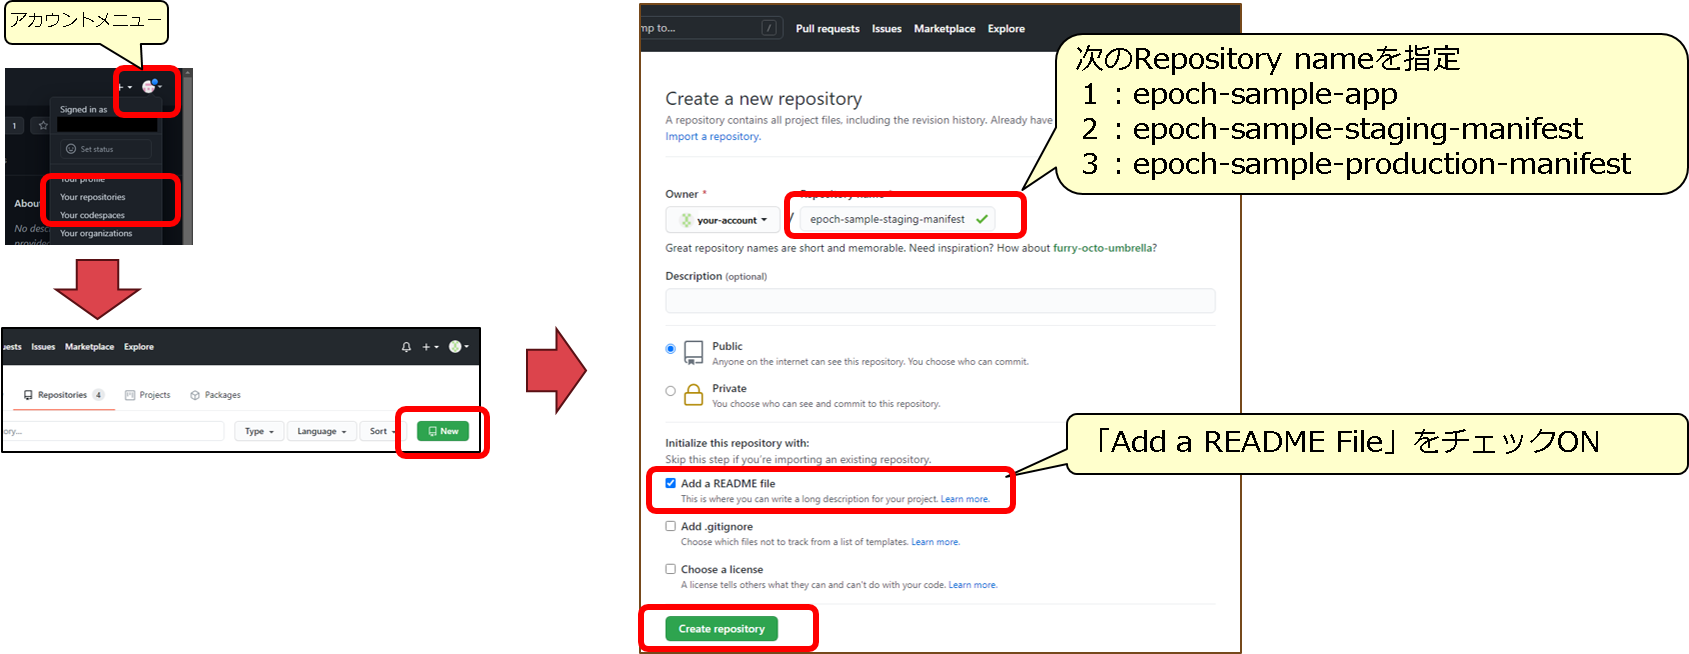 アカウントメニュー
Signed in as
1
Set status
Your profile
Your repositories
Your codespaces
Your organizations
About
No desc
provided
uests Issues Marketplace Explore
Repositories 4 Projects Packages
ory... Type Language Sort New
mp to... / Pull requests Issues Marketplace Explore
次のRepository nameを指定
1：epoch-sample-app
2：epoch-sample-staging-manifest
3：epoch-sample-production-manifest
Create a new repository
A repository contains all project files, including the revision history. Already have
Import a repository.
Owner * Repository name
your-account / epoch-sample-staging-manifest
Great repository names are short and memorable. Need inspiration? How about furry-octo-umbrella?
Description (optional)
Public
Anyone on the internet can see this repository. You choose who can commit.
Private
You choose who can see and commit to this repository.
「Add a README File」をチェックON
Initialize this repository with:
Skip this step if you're importing an existing repository.
Add a README file
This is where you can write a long description for your project. Learn more.
Add .gitignore
Choose which files not to track from a list of templates. Learn more.
Choose a license
A license tells others what they can and can't do with your code. Learn more.
Create repository